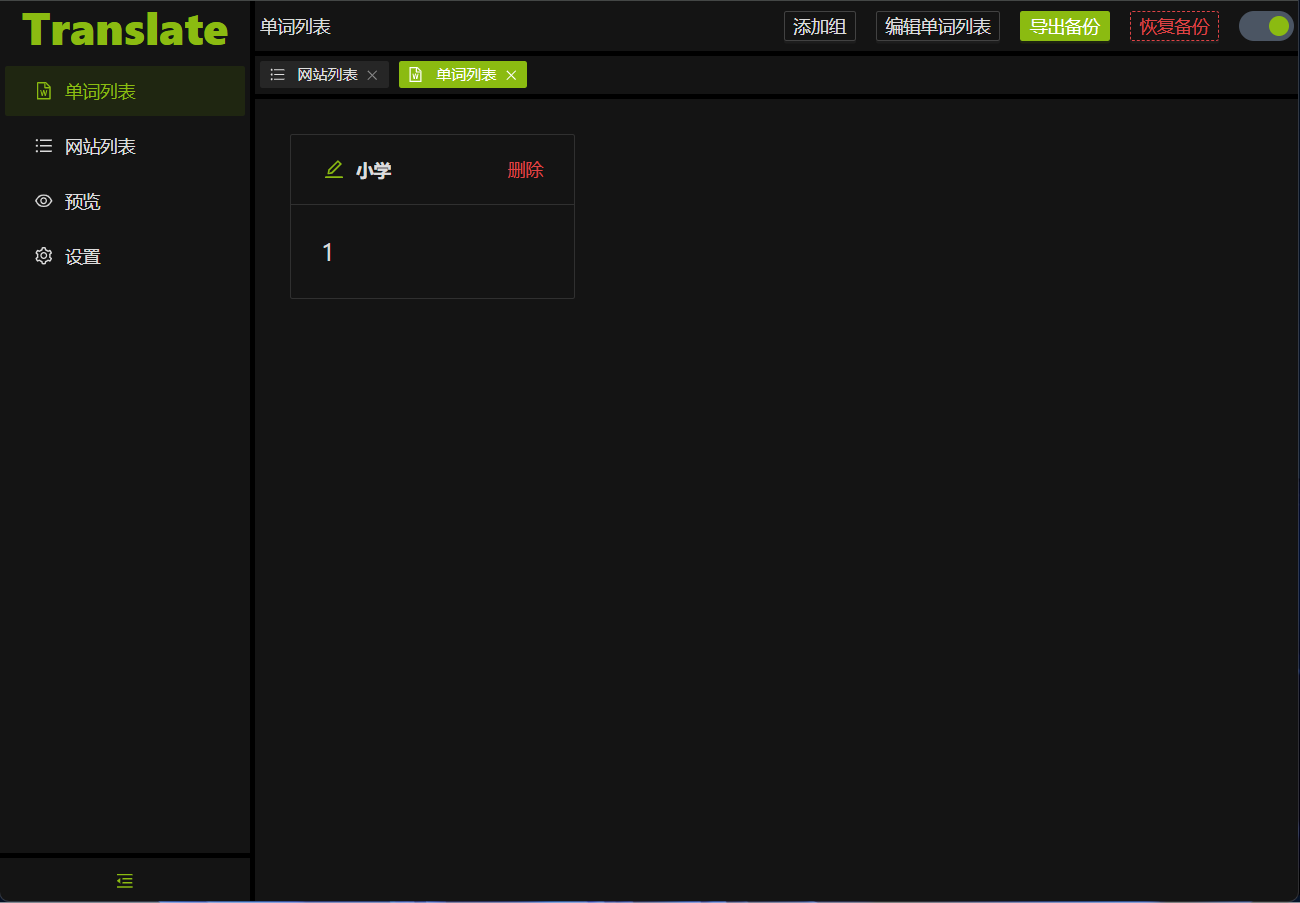 Translate
单词列表
网站列表
预览
设置
单词列表
添加组
编辑单词列表
导出备份
恢复备份
网站列表
单词列表
小学
删除
1